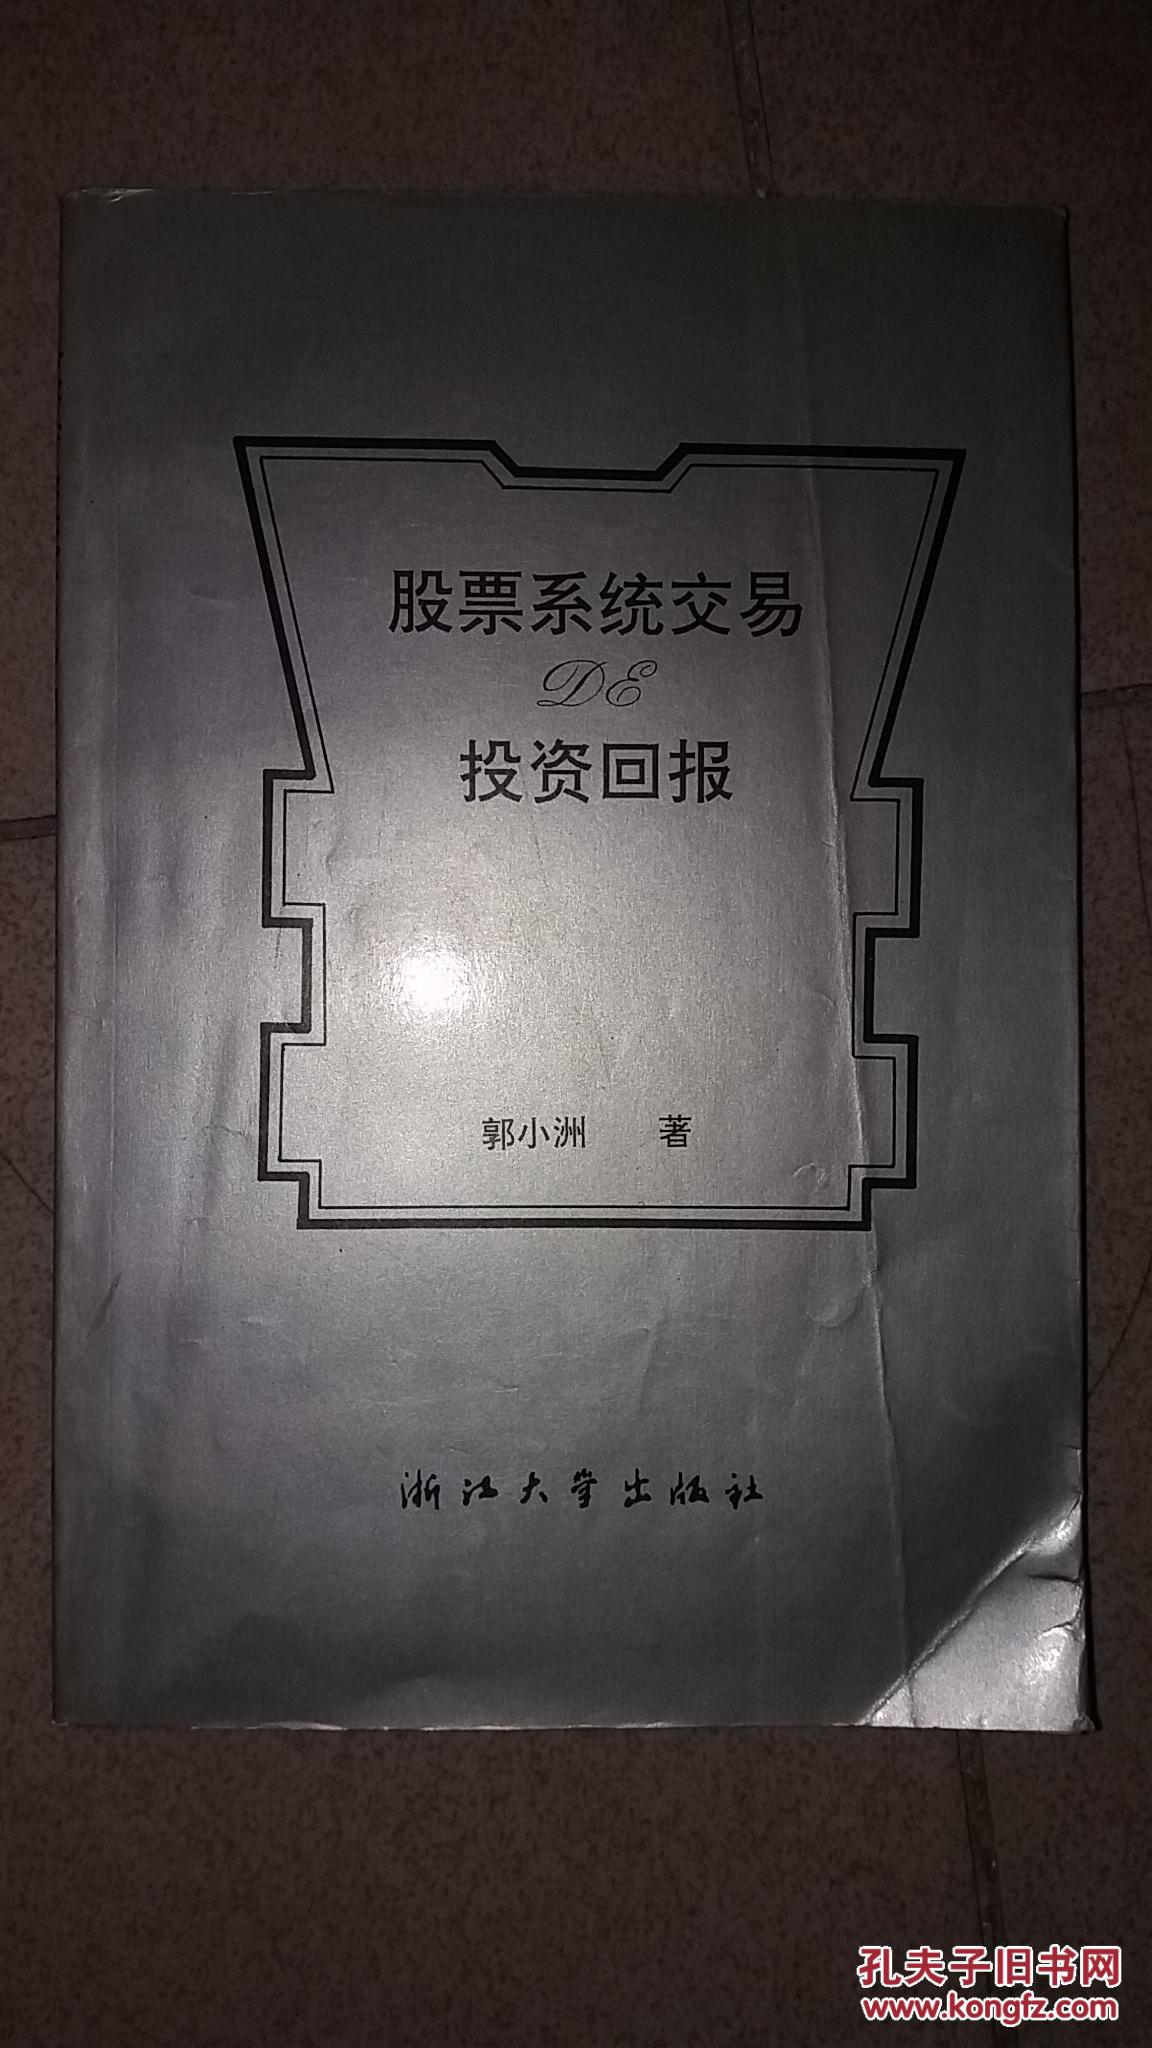 股票系统交易
DE
投资回报
郭小洲 著
浙江大学出版社
孔夫子旧书网
www.kongfz.com